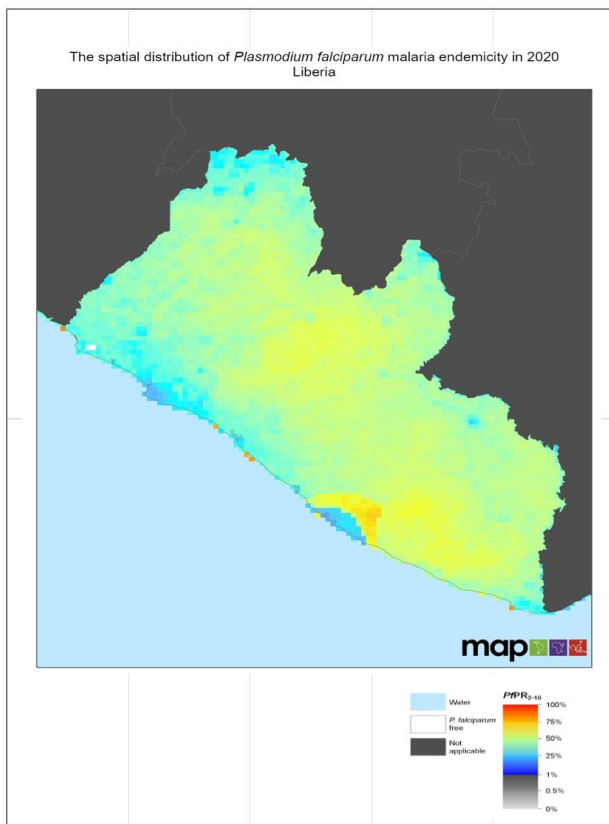 The spatial distribution of Plasmodium falciparum malaria endemicity in 2020
Liberia
map
Water
P. falciparum
free
Not
applicable
PfPR2-10
100%
75%
50%
25%
1%
0.5%
0%